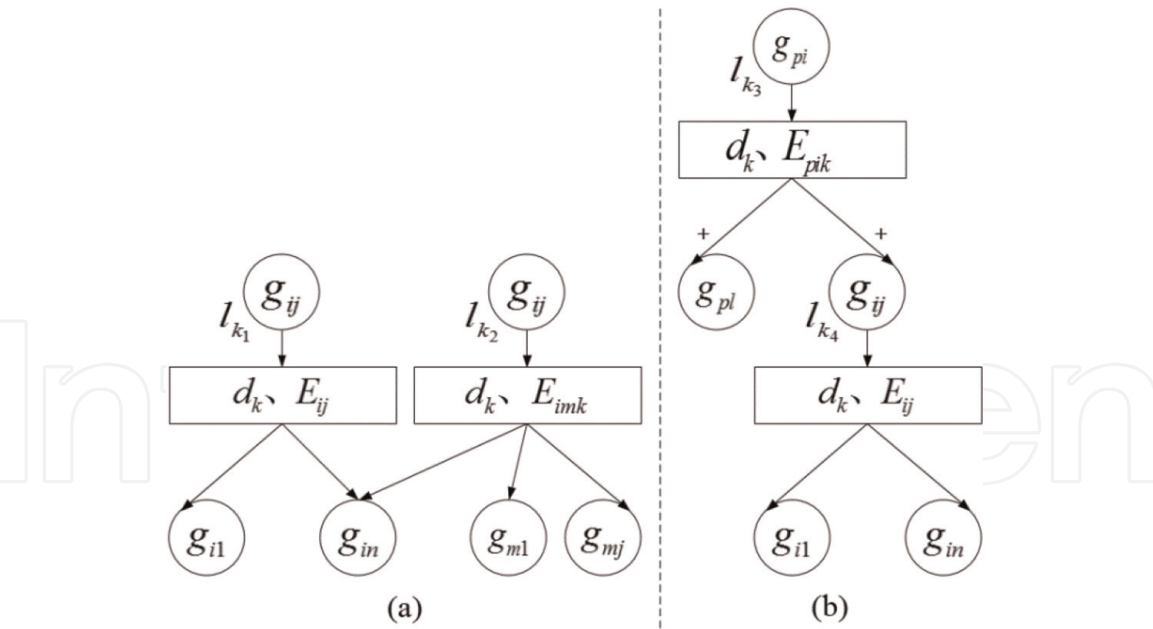 g_pi
l_k3
d_k、E_pik
+ +
g_ij g_ij g_pl g_ij
l_k1 l_k2 l_k4
d_k、E_ij d_k、E_imk d_k、E_ij
g_i1 g_in g_m1 g_mj g_i1 g_in
(a) (b)